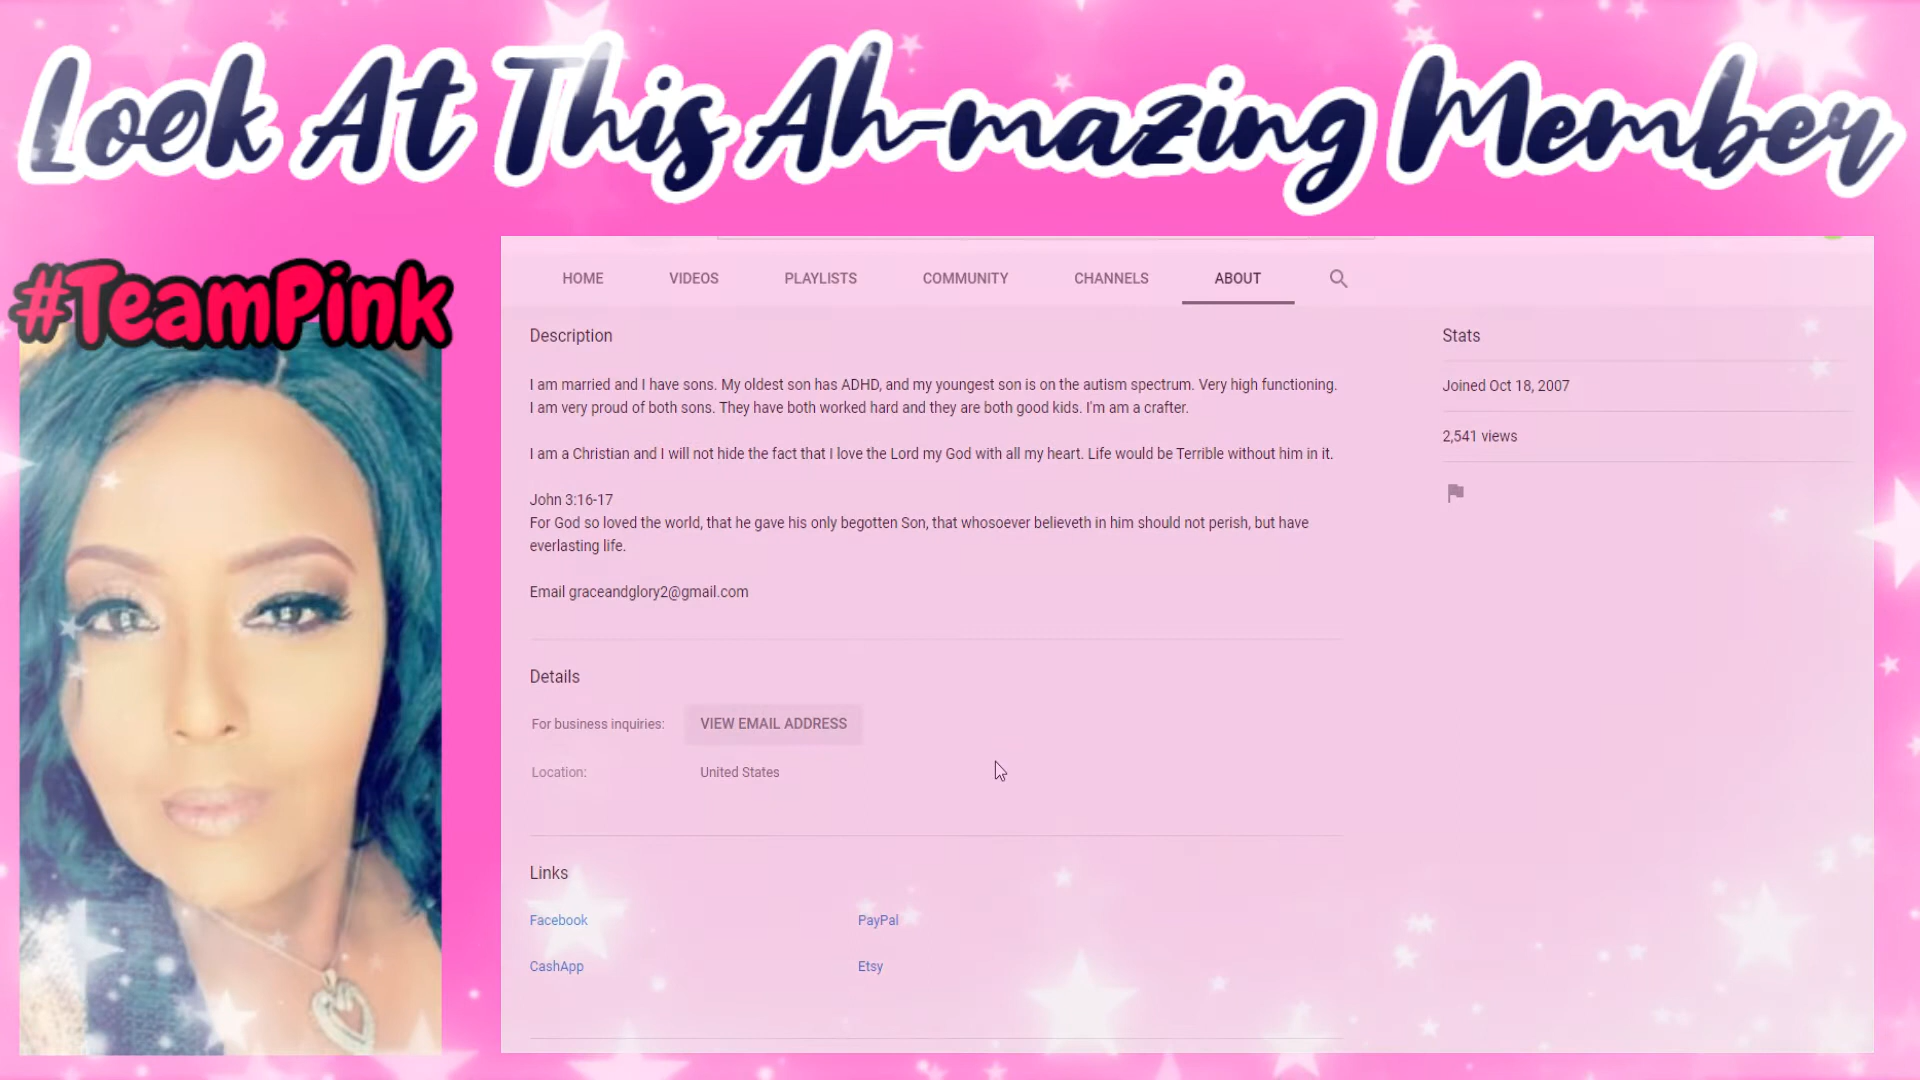 Look At This Ah-mazing Member
#TeamPink
HOME VIDEOS PLAYLISTS COMMUNITY CHANNELS ABOUT
Description
I am married and I have sons. My oldest son has ADHD, and my youngest son is on the autism spectrum. Very high functioning.
I am very proud of both sons. They have both worked hard and they are both good kids. I'm am a crafter.
I am a Christian and I will not hide the fact that I love the Lord my God with all my heart. Life would be Terrible without him in it.
John 3:16-17
For God so loved the world, that he gave his only begotten Son, that whosoever believeth in him should not perish, but have
everlasting life.
Email graceandglory2@gmail.com
Details
For business inquiries: VIEW EMAIL ADDRESS
Location: United States
Links
Facebook PayPal
CashApp Etsy
Stats
Joined Oct 18, 2007
2,541 views